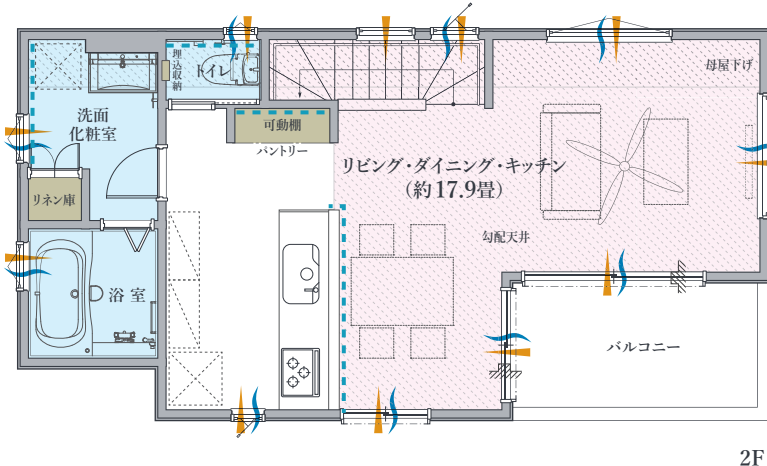 母屋下げ
トイレ
押込収納
洗面
化粧室
可動棚
パントリー
リビング・ダイニング・キッチン
(約17.9畳)
リネン庫
勾配天井
浴室
バルコニー
2F